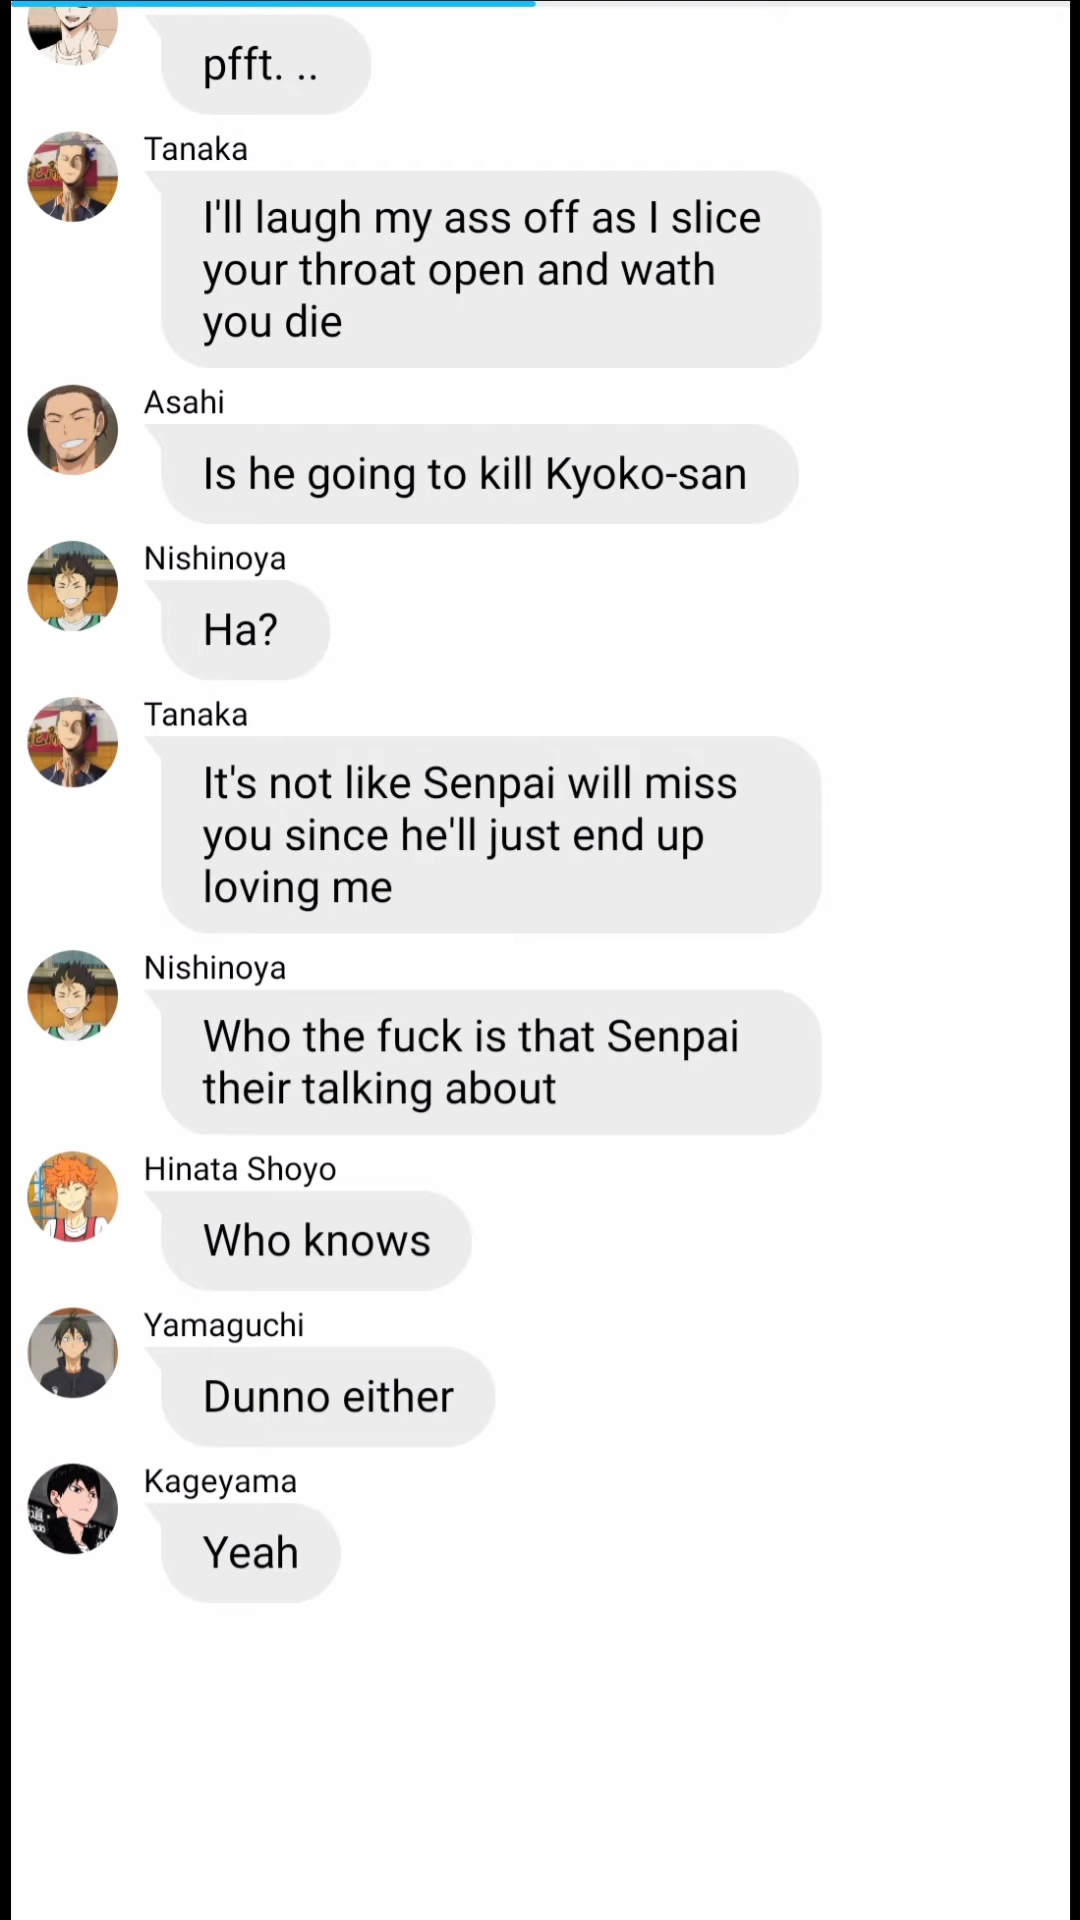 pfft. ..
Tanaka
I'll laugh my ass off as I slice
your throat open and wath
you die
Asahi
Is he going to kill Kyoko-san
Nishinoya
Ha?
Tanaka
It's not like Senpai will miss
you since he'll just end up
loving me
Nishinoya
Who the fuck is that Senpai
their talking about
Hinata Shoyo
Who knows
Yamaguchi
Dunno either
Kageyama
Yeah